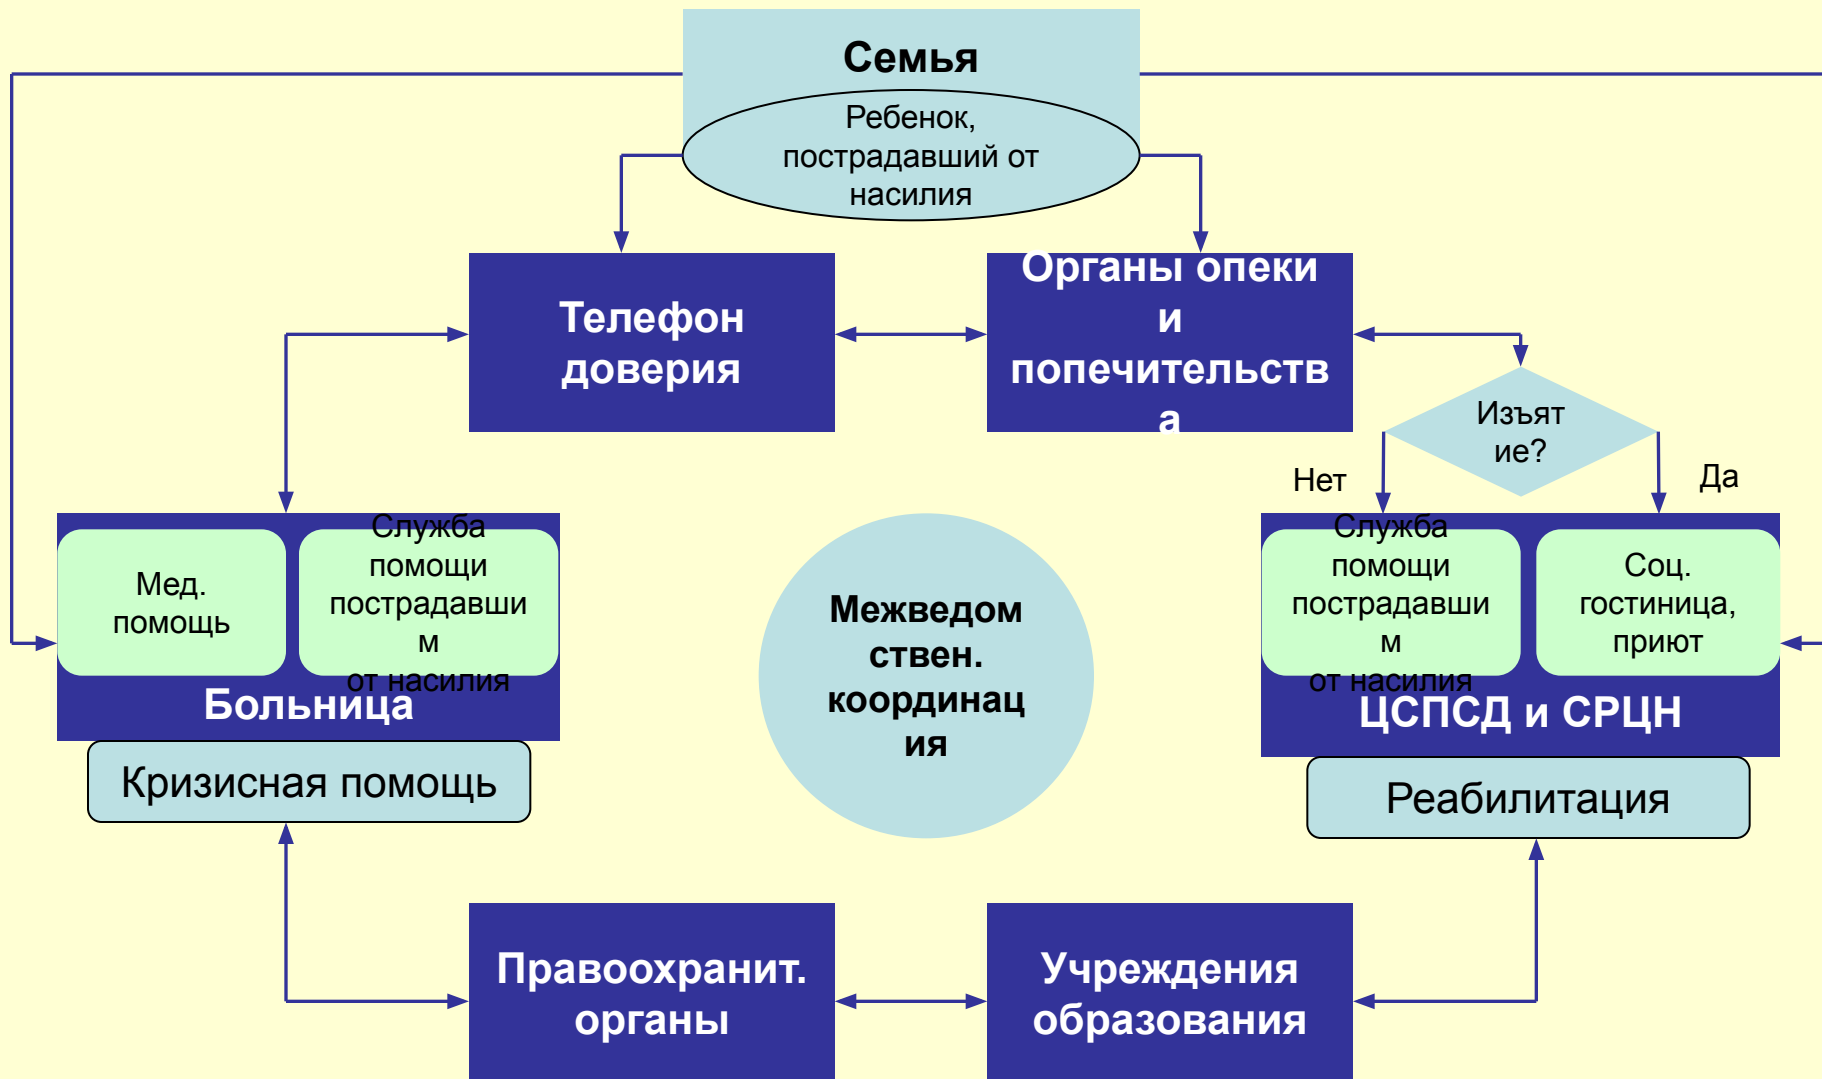 Семья
Ребенок,
пострадавший от
насилия
Телефон
доверия
Органы опеки
и
попечительств
а
Изъят
ие?
Нет
Да
Мед.
помощь
Служба
помощи
пострадавши
м
от насилия
Больница
Кризисная помощь
Межведом
ствен.
координац
ия
Служба
помощи
пострадавши
м
от насилия
Соц.
гостиница,
приют
ЦСПСД и СРЦН
Реабилитация
Правоохранит.
органы
Учреждения
образования